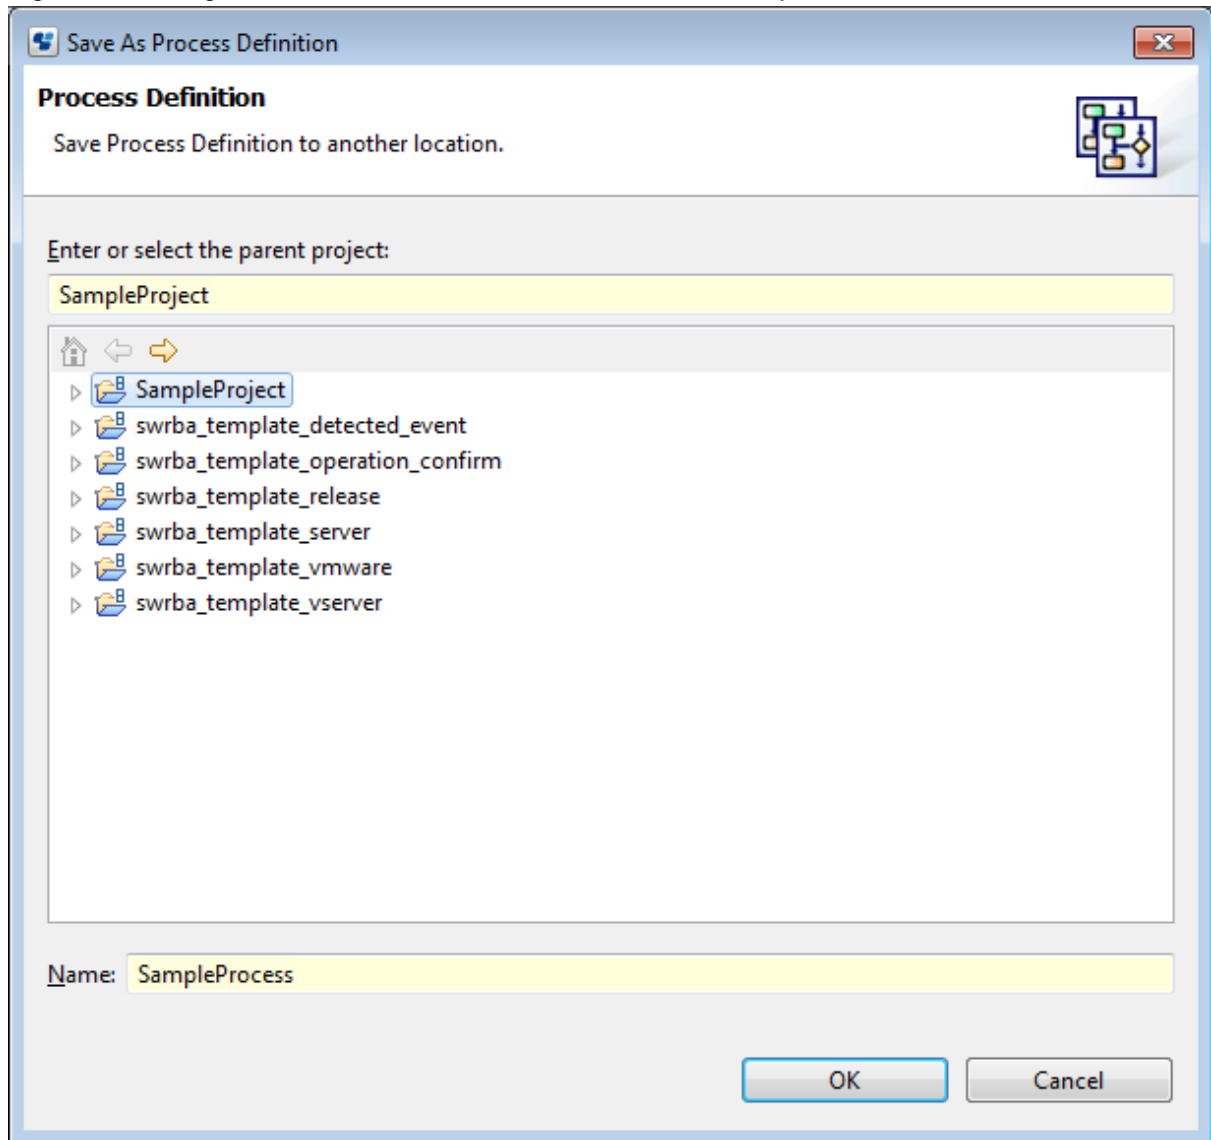 Save As Process Definition
Process Definition
Save Process Definition to another location.
Enter or select the parent project:
SampleProject
SampleProject
swrba_template_detected_event
swrba_template_operation_confirm
swrba_template_release
swrba_template_server
swrba_template_vmware
swrba_template_vserver
Name: SampleProcess
OK Cancel